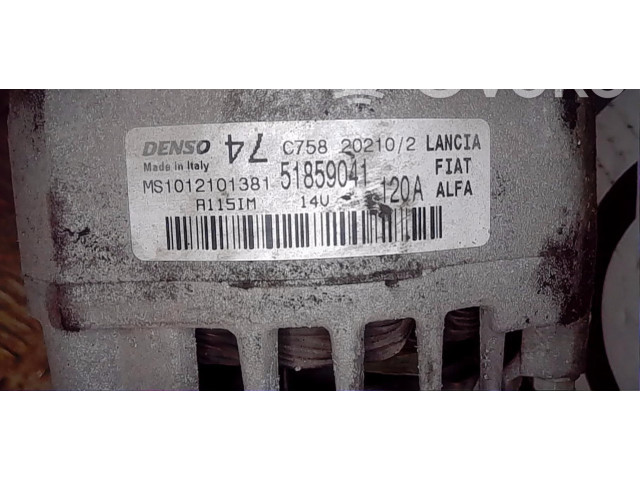 DENSO 74 C758 20210/2 LANCIA
Made in Italy FIAT
MS1012101381 51859041 120A ALFA
A115IM 14V